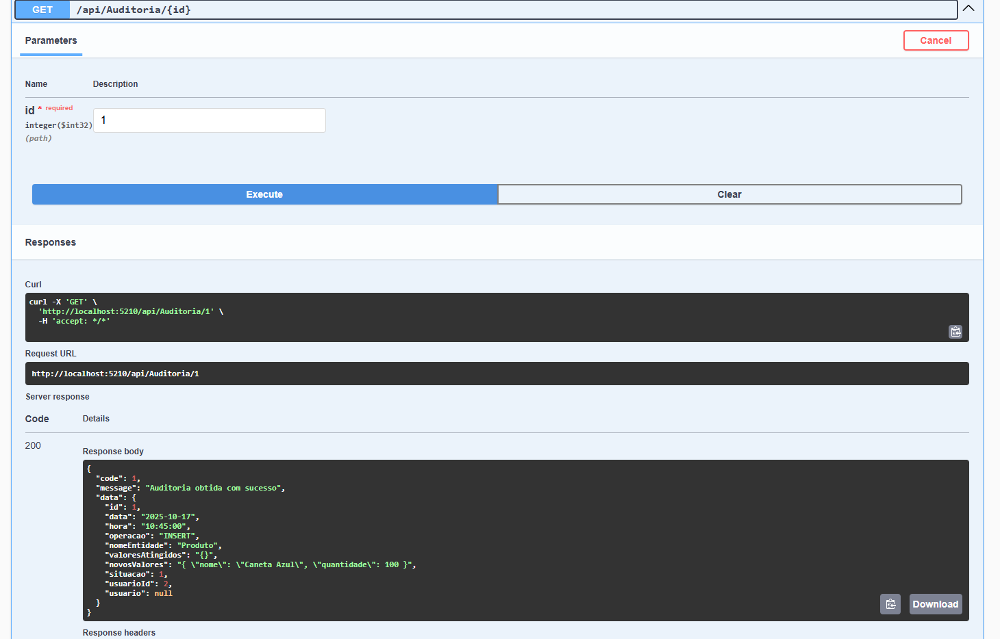 GET /api/Auditoria/{id}
Parameters
Cancel
Name Description
id * required
integer($int32)
(path)
1
Execute Clear
Responses
Curl
curl -X 'GET' \
  'http://localhost:5210/api/Auditoria/1' \
  -H 'accept: */*'
Request URL
http://localhost:5210/api/Auditoria/1
Server response
Code Details
200
Response body
{
  "code": 1,
  "message": "Auditoria obtida com sucesso",
  "data": {
    "id": 1,
    "data": "2025-10-17",
    "hora": "10:45:00",
    "operacao": "INSERT",
    "nomeEntidade": "Produto",
    "valoresAtingidos": "{}",
    "novosValores": "{ \"nome\": \"Caneta Azul\", \"quantidade\": 100 }",
    "situacao": 1,
    "usuarioId": 2,
    "usuario": null
  }
}
Download
Response headers